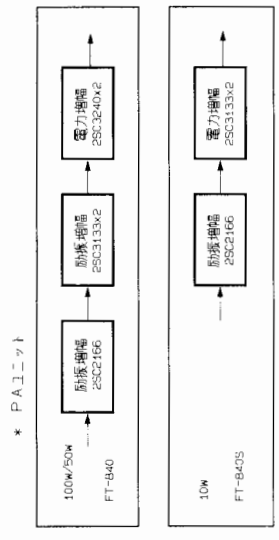 * PAユニット
100W/50W
FT-840
励振増幅
2SC2166
励振増幅
2SC3133x2
電力増幅
2SC3240x2
10W
FT-840S
励振増幅
2SC2166
電力増幅
2SC3133x2